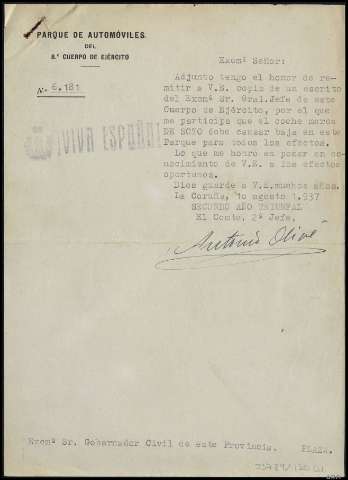 PARQUE DE AUTOMÓVILES
DEL
8.º CUERPO DE EJÉRCITO
N.º 6.181
¡VIVA ESPAÑA!
Excmº Señor:
Adjunto tengo el honor de re-
mitir a V.E. copia de un escrito
del Excmº Sr. Gral. Jefe de este
Cuerpo de Ejército, por el que
me participa que el coche marca
DE SOTO debe causar baja en este
Parque para todos los efectos.
Lo que me honro en poner en co-
nocimiento de V.E. a los efectos
oportunos.
Dios guarde a V.E. muchos años.
La Coruña, 1º agosto 1.937
SEGUNDO AÑO TRIUNFAL
El Comte. 2º Jefe.
Antonio
Excmº Sr. Gobernador Civil de esta Provincia. PLAZA.